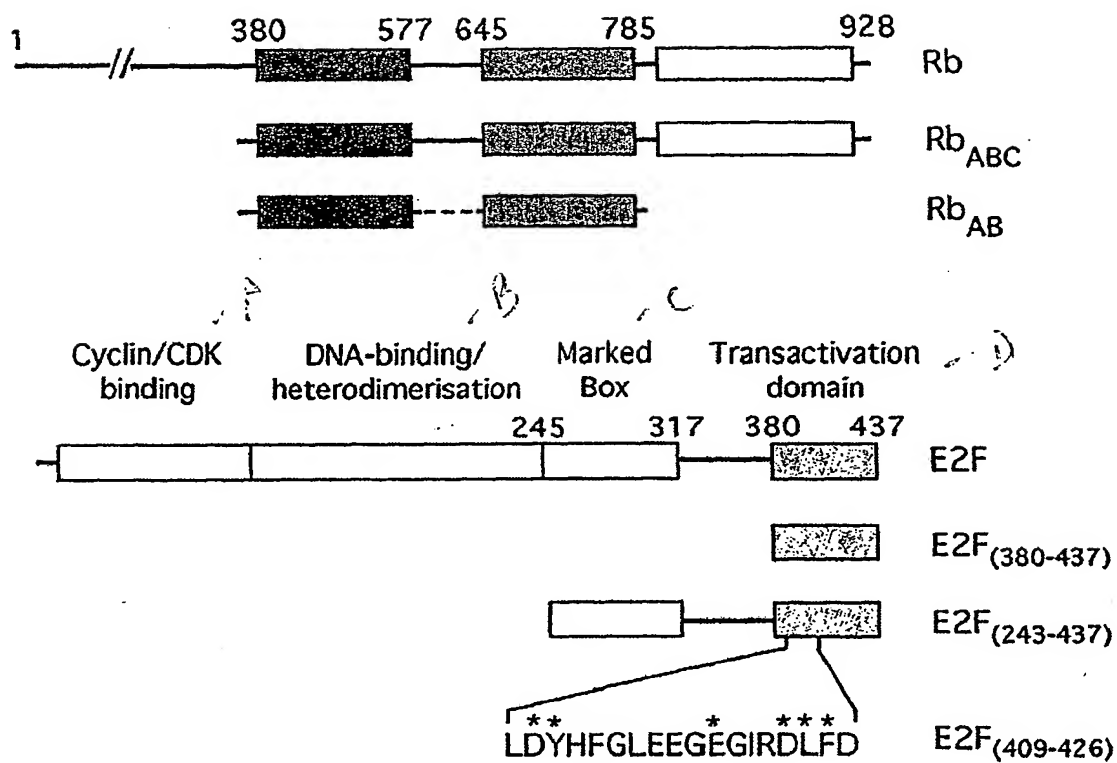 1 380 577 645 785 928
Rb
Rb ABC
Rb AB
A B C
Cyclin/CDK binding
DNA-binding/ heterodimerisation
Marked Box
Transactivation domain
D
245 317 380 437
E2F
E2F (380-437)
E2F (243-437)
* * * * * *
LDYHFGLEEGEGIRDLFD
E2F (409-426)